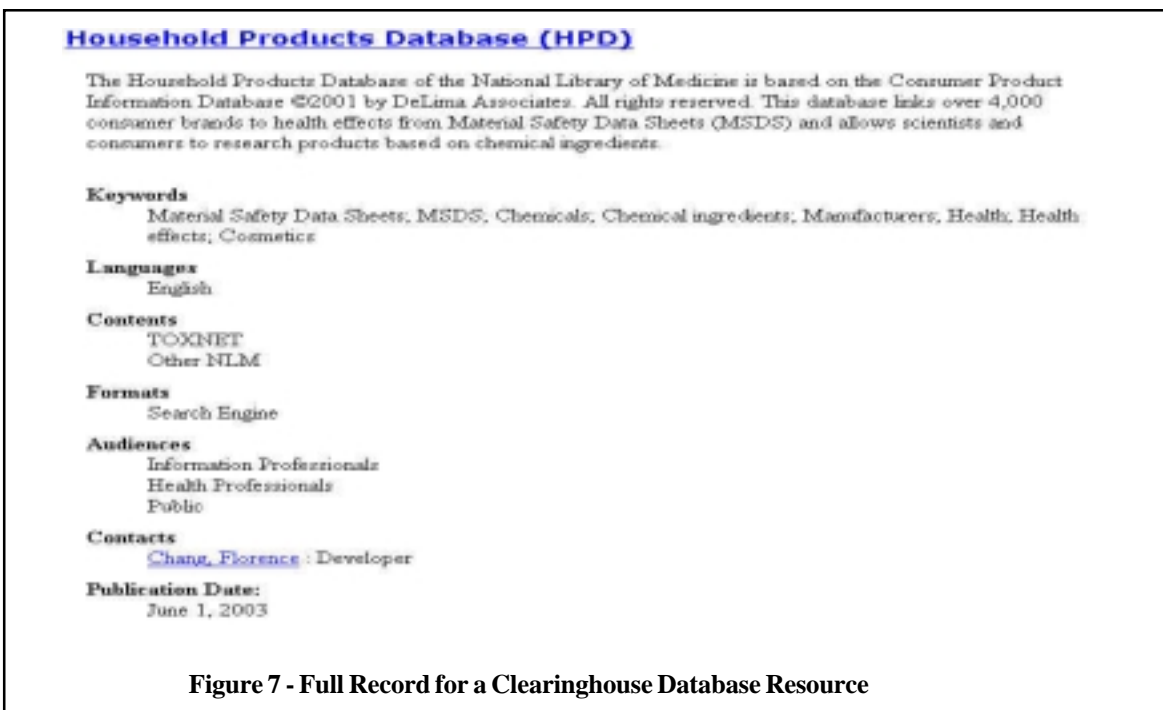 Household Products Database (HPD)
The Household Products Database of the National Library of Medicine is based on the Consumer Product
Information Database ©2001 by DeLima Associates. All rights reserved. This database links over 4,000
consumer brands to health effects from Material Safety Data Sheets (MSDS) and allows scientists and
consumers to research products based on chemical ingredients.
Keywords
Material Safety Data Sheets; MSDS; Chemicals; Chemical ingredients; Manufacturers; Health; Health
effects; Cosmetics
Languages
English
Contents
TOXNET
Other NLM
Formats
Search Engine
Audiences
Information Professionals
Health Professionals
Public
Contacts
Chang, Florence : Developer
Publication Date:
June 1, 2003
Figure 7 - Full Record for a Clearinghouse Database Resource